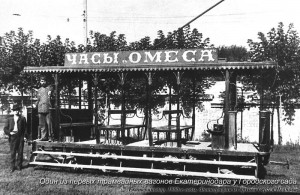 ЧАСЫ ОМЕГА
Один из первых трамвайных вагонов Екатеринодара у Городского сада